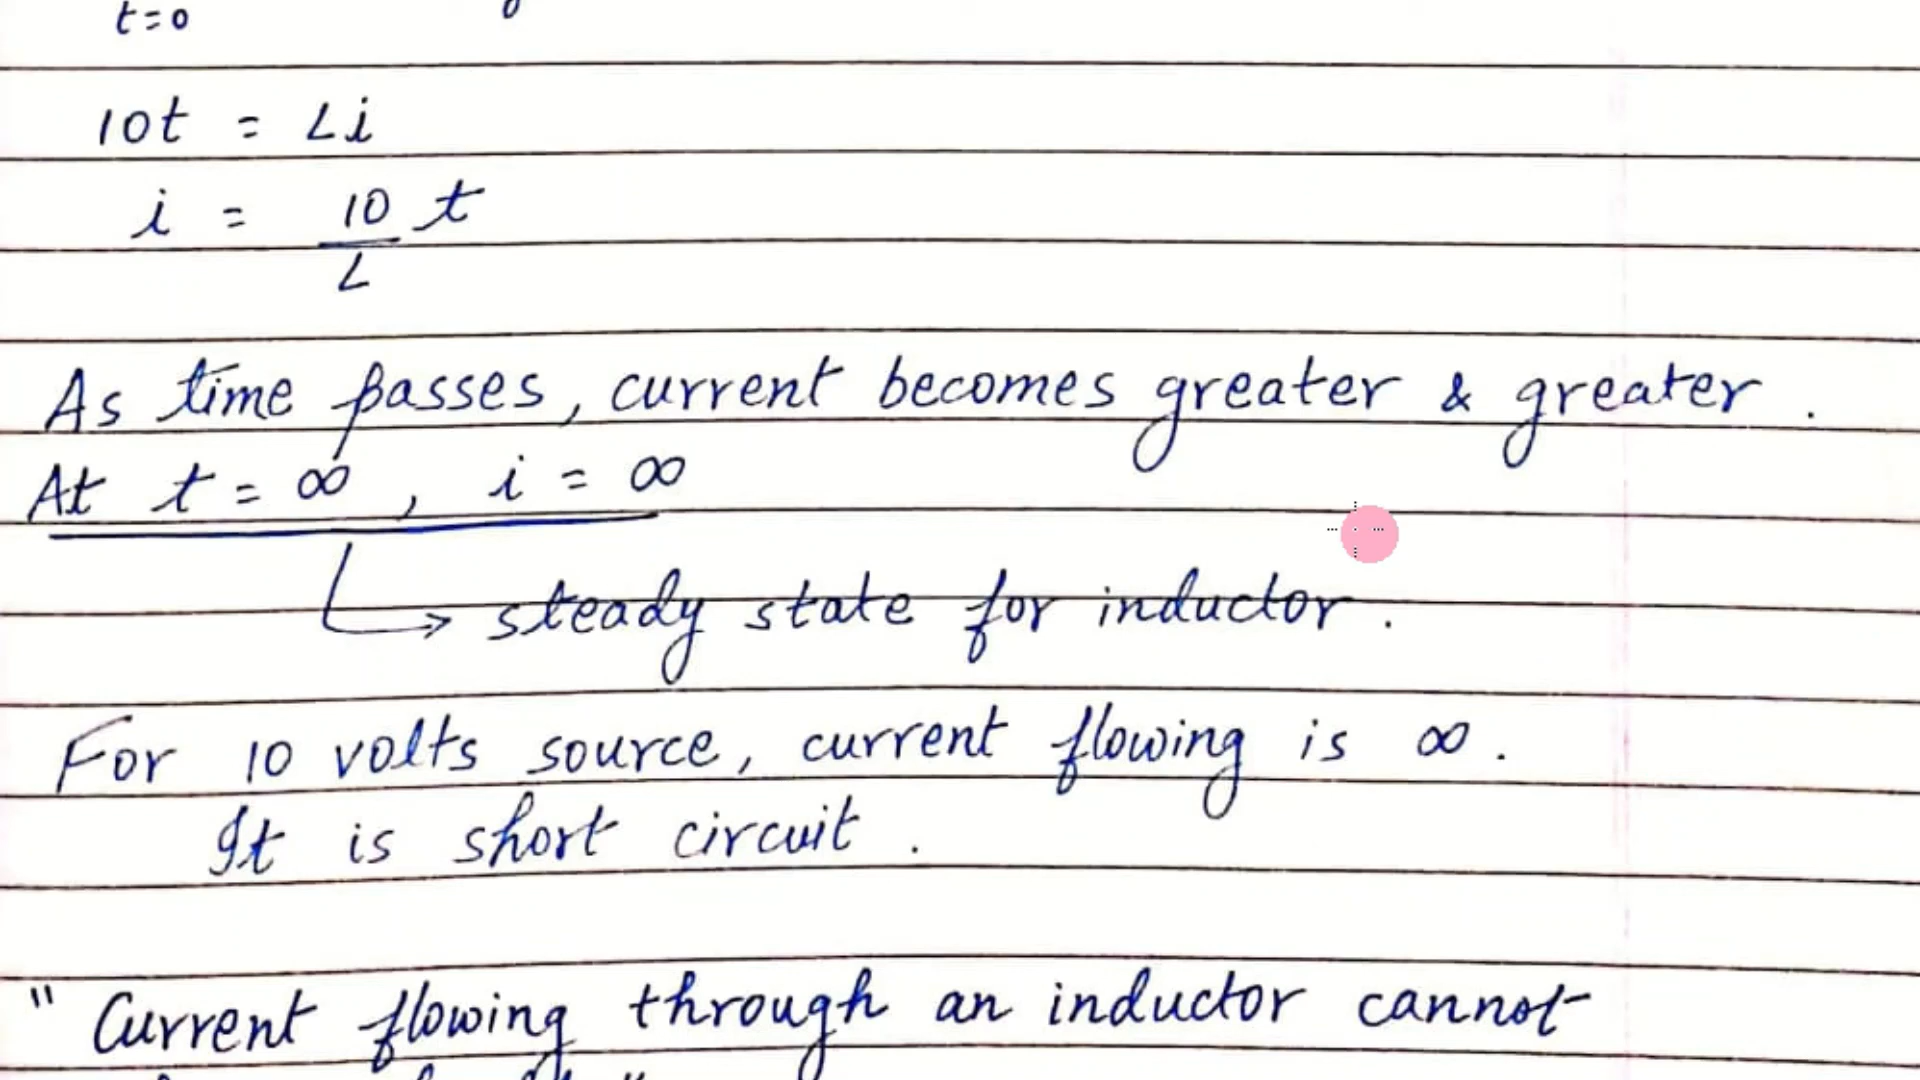 t=0
10t = Li
i = 10/L t
As time passes, current becomes greater & greater.
At t = ∞, i = ∞
↳ steady state for inductor.
For 10 volts source, current flowing is ∞.
It is short circuit.
" Current flowing through an inductor cannot